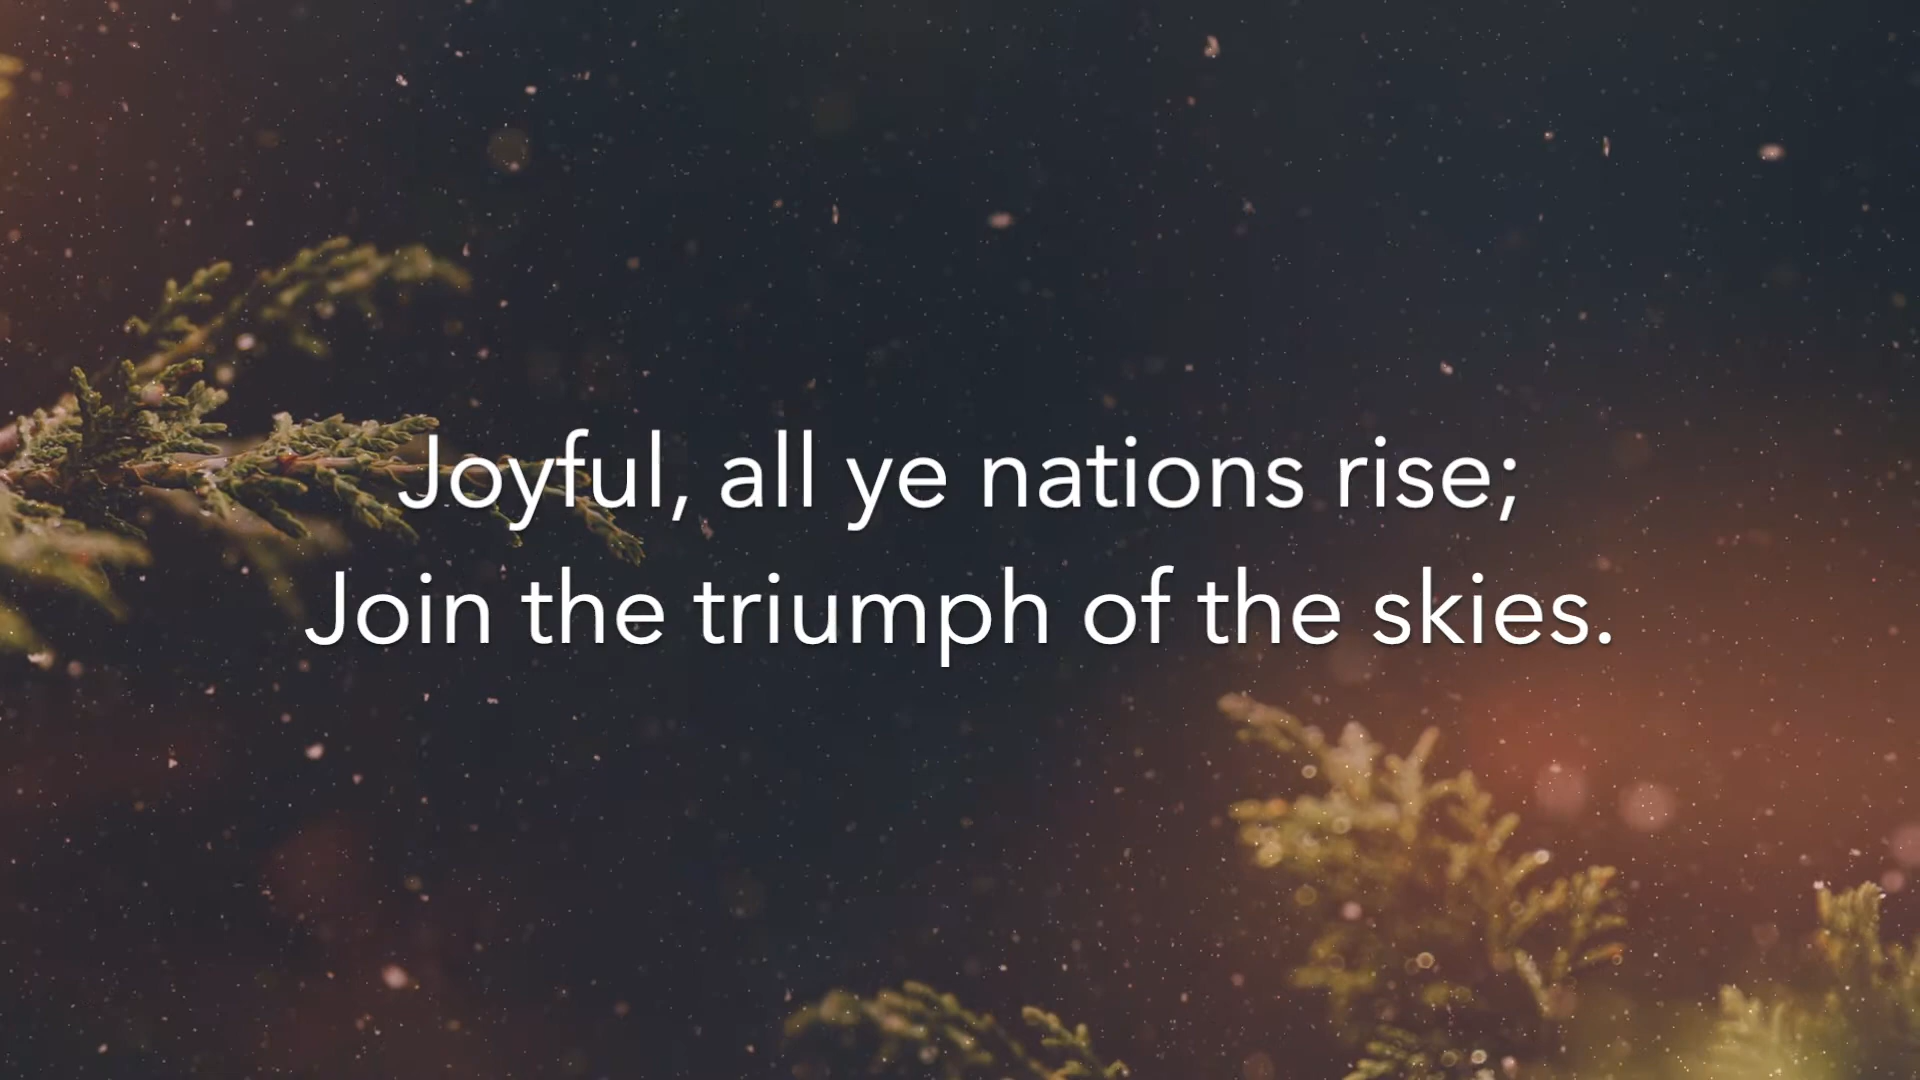 Joyful, all ye nations rise;
Join the triumph of the skies.